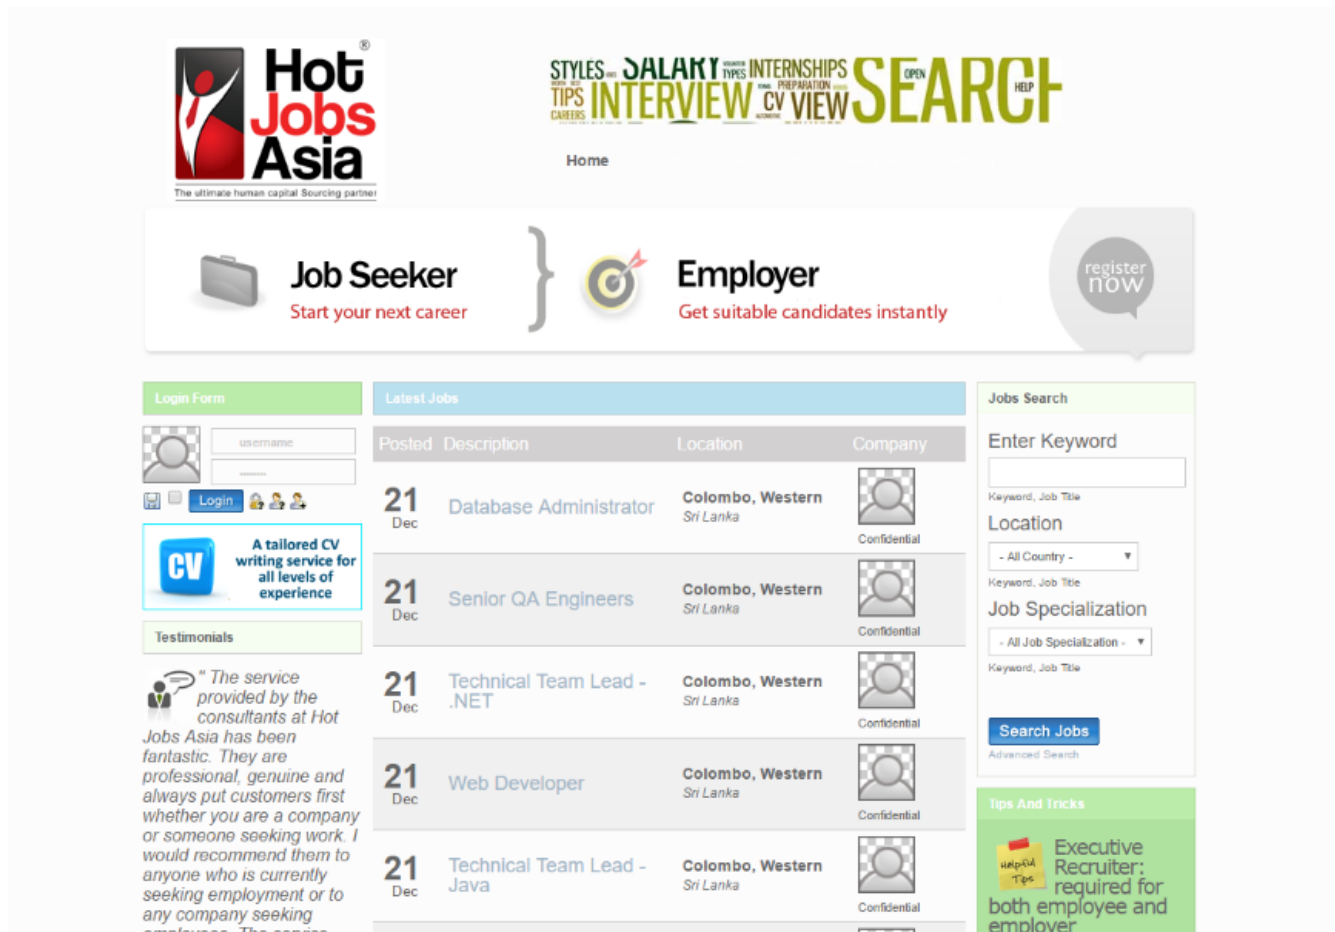 Hot®
Jobs
Asia
The ultimate human capital Sourcing partner
STYLES SALARY TYPES INTERNSHIPS SEARCH OPEN HELP
TIPS INTERVIEW CV PREPARATION VIEW
CAREERS
Home
Job Seeker
Start your next career
}
Employer
Get suitable candidates instantly
register
now
Login Form
username
Login
CV
A tailored CV
writing service for
all levels of
experience
Testimonials
" The service
provided by the
consultants at Hot
Jobs Asia has been
fantastic. They are
professional, genuine and
always put customers first
whether you are a company
or someone seeking work. I
would recommend them to
anyone who is currently
seeking employment or to
any company seeking
Latest Jobs
Posted Description Location Company
21 Dec Database Administrator Colombo, Western Sri Lanka Confidential
21 Dec Senior QA Engineers Colombo, Western Sri Lanka Confidential
21 Dec Technical Team Lead - .NET Colombo, Western Sri Lanka Confidential
21 Dec Web Developer Colombo, Western Sri Lanka Confidential
21 Dec Technical Team Lead - Java Colombo, Western Sri Lanka Confidential
Jobs Search
Enter Keyword
Keyword, Job Title
Location
- All Country -
Keyword, Job Title
Job Specialization
- All Job Specialization -
Keyword, Job Title
Search Jobs
Advanced Search
Tips And Tricks
Helpful
Tips
Executive
Recruiter:
required for
both employee and
employer